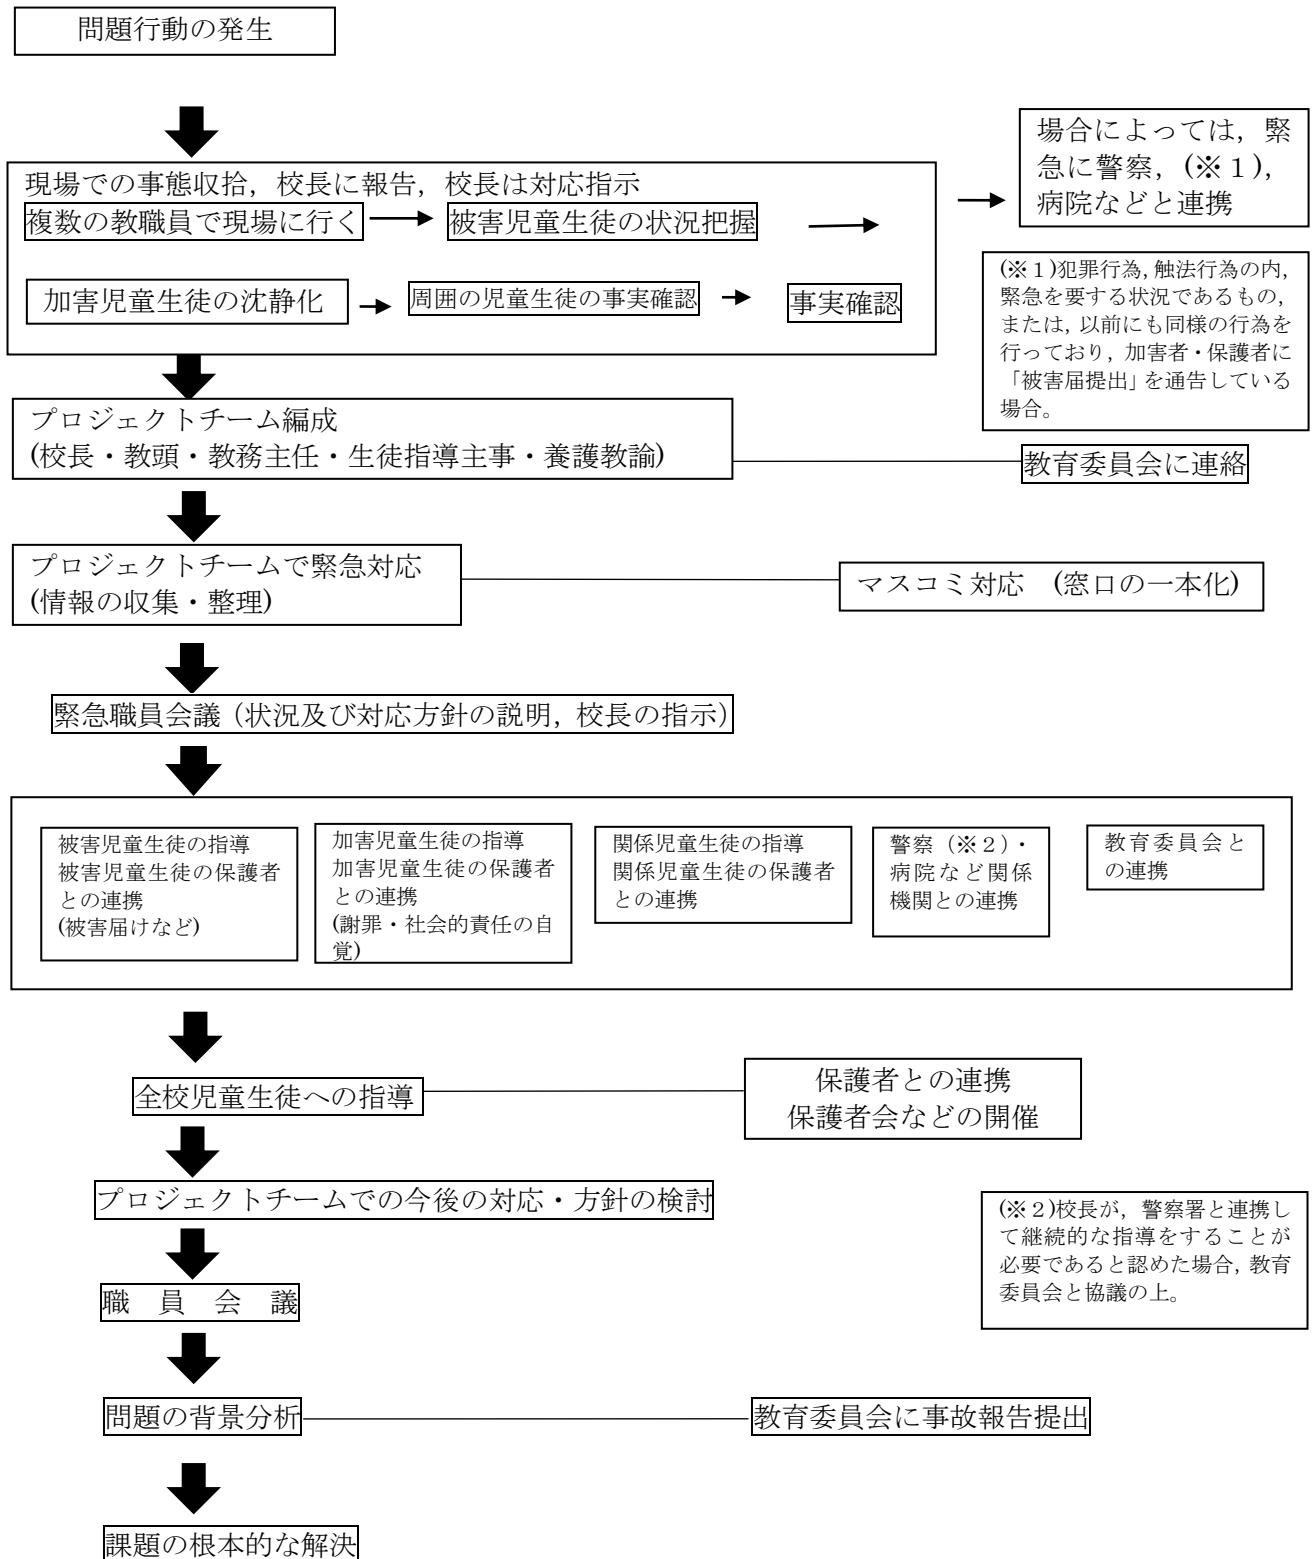 問題行動の発生
現場での事態収拾，校長に報告，校長は対応指示
複数の教職員で現場に行く
被害児童生徒の状況把握
加害児童生徒の沈静化
周囲の児童生徒の事実確認
事実確認
場合によっては，緊
急に警察，(※１)，
病院などと連携
(※１)犯罪行為，触法行為の内，
緊急を要する状況であるもの，
または，以前にも同様の行為を
行っており，加害者・保護者に
「被害届提出」を通告している
場合。
プロジェクトチーム編成
(校長・教頭・教務主任・生徒指導主事・養護教諭)
教育委員会に連絡
プロジェクトチームで緊急対応
(情報の収集・整理)
マスコミ対応　(窓口の一本化)
緊急職員会議（状況及び対応方針の説明，校長の指示）
被害児童生徒の指導
被害児童生徒の保護者
との連携
(被害届けなど)
加害児童生徒の指導
加害児童生徒の保護者
との連携
(謝罪・社会的責任の自
覚)
関係児童生徒の指導
関係児童生徒の保護者
との連携
警察（※２）・
病院など関係
機関との連携
教育委員会と
の連携
全校児童生徒への指導
保護者との連携
保護者会などの開催
プロジェクトチームでの今後の対応・方針の検討
(※２)校長が，警察署と連携し
て継続的な指導をすることが
必要であると認めた場合，教育
委員会と協議の上。
職　員　会　議
問題の背景分析
教育委員会に事故報告提出
課題の根本的な解決